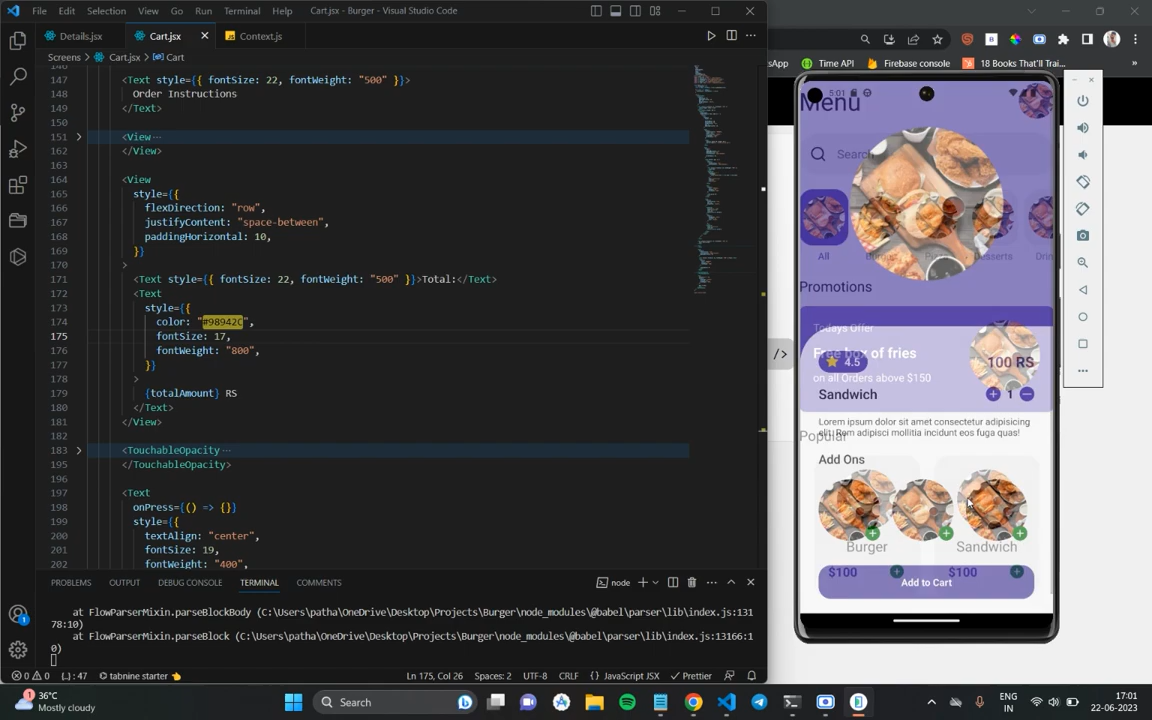 File Edit Selection View Go Run Terminal Help Cart.jsx - Burger - Visual Studio Code
Details.jsx Cart.jsx Context.js
Screens > Cart.jsx > Cart
146
147 <Text style={{ fontSize: 22, fontWeight: "500" }}>
148 Order Instructions
149 </Text>
150
151 <View ...
162 </View>
163
164 <View
165 style={{
166 flexDirection: "row",
167 justifyContent: "space-between",
168 paddingHorizontal: 10,
169 }}
170 >
171 <Text style={{ fontSize: 22, fontWeight: "500" }}>Total:</Text>
172 <Text
173 style={{
174 color: "#98942C",
175 fontSize: 17,
176 fontWeight: "800",
177 }}
178 >
179 {totalAmount} RS
180 </Text>
181 </View>
182
183 <TouchableOpacity ...
195 </TouchableOpacity>
196
197 <Text
198 onPress={() => {}}
199 style={{
200 textAlign: "center",
201 fontSize: 19,
202 fontWeight: "400",
PROBLEMS OUTPUT DEBUG CONSOLE TERMINAL COMMENTS
node
at FlowParserMixin.parseBlockBody (C:\Users\patha\OneDrive\Desktop\Projects\Burger\node_modules\@babel\parser\lib\index.js:131
78:10)
at FlowParserMixin.parseBlock (C:\Users\patha\OneDrive\Desktop\Projects\Burger\node_modules\@babel\parser\lib\index.js:13166:1
0)
0 0 {..}: 47 tabnine starter Ln 175, Col 26 Spaces: 2 UTF-8 CRLF {} JavaScript JSX Prettier
tsApp Time API Firebase console 18 Books That'll Trai... »
5:01
Menu
Search
All Desserts
Promotions
Todays Offer
Free box of fries
100 RS
4.5
on all Orders above $150
Sandwich
1
Lorem ipsum dolor sit amet consectetur adipisicing
elit. Rem adipisci mollitia incidunt eos fuga quas!
Popular
Add Ons
Burger Sandwich
$100 $100
Add to Cart
36°C
Mostly cloudy
Search
ENG
IN
17:01
22-06-2023